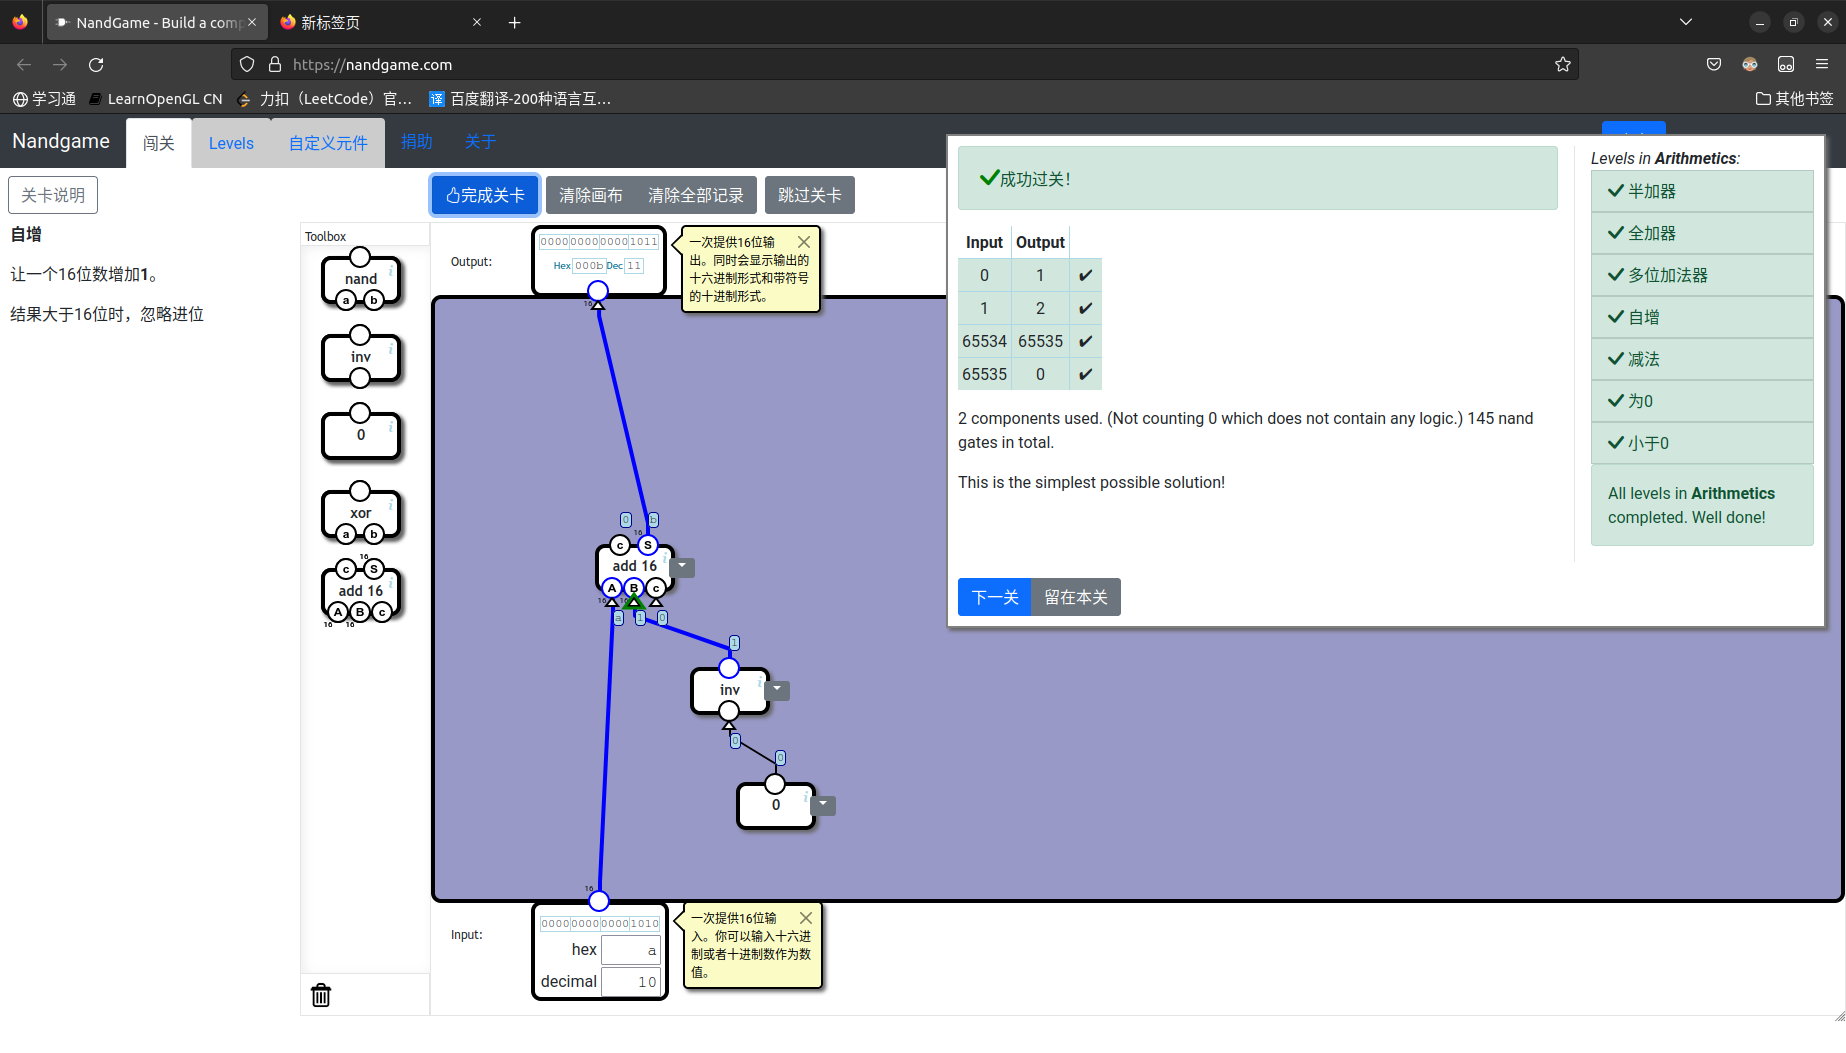 NandGame - Build a comp
新标签页
https://nandgame.com
学习通
LearnOpenGL CN
力扣（LeetCode）官…
译 百度翻译-200种语言互…
其他书签
Nandgame
闯关
Levels
自定义元件
捐助
关于
关卡说明
完成关卡
清除画布
清除全部记录
跳过关卡
自增
让一个16位数增加1。
结果大于16位时，忽略进位
Toolbox
nand
a b
inv
0
xor
a b
16
c S
add 16
A B c
16 16
Output:
0000 0000 0000 1011
Hex 000b Dec 11
16
一次提供16位输
出。同时会显示输出的
十六进制形式和带符号
的十进制形式。
0 b
16
c S
add 16
A B c
16 16
a 1 0
1
inv
0
0
0
16
Input:
0000 0000 0000 1010
hex a
decimal 10
一次提供16位输
入。你可以输入十六进
制或者十进制数作为数
值。
成功过关！
Input Output
0 1 ✔
1 2 ✔
65534 65535 ✔
65535 0 ✔
2 components used. (Not counting 0 which does not contain any logic.) 145 nand
gates in total.
This is the simplest possible solution!
下一关
留在本关
Levels in Arithmetics:
半加器
全加器
多位加法器
自增
减法
为0
小于0
All levels in Arithmetics
completed. Well done!